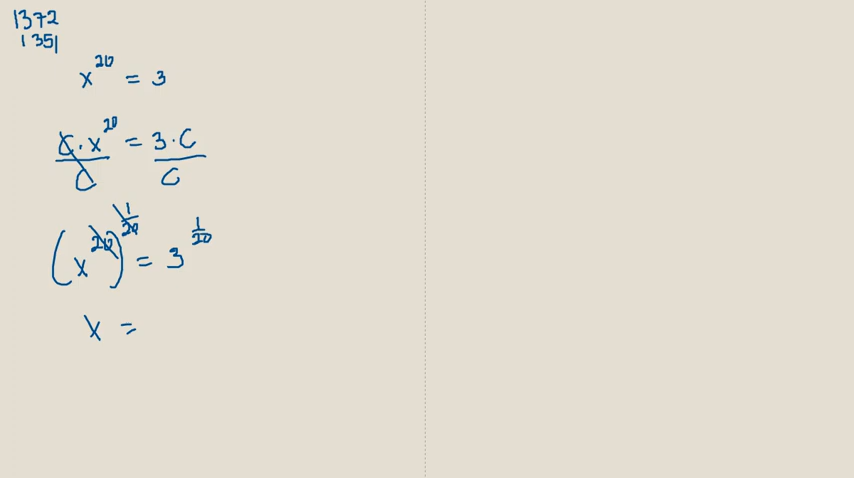 1372
1351
x^20 = 3
C · x^20 / C = 3 · C / C
(x^20)^1/20 = 3^1/20
x =